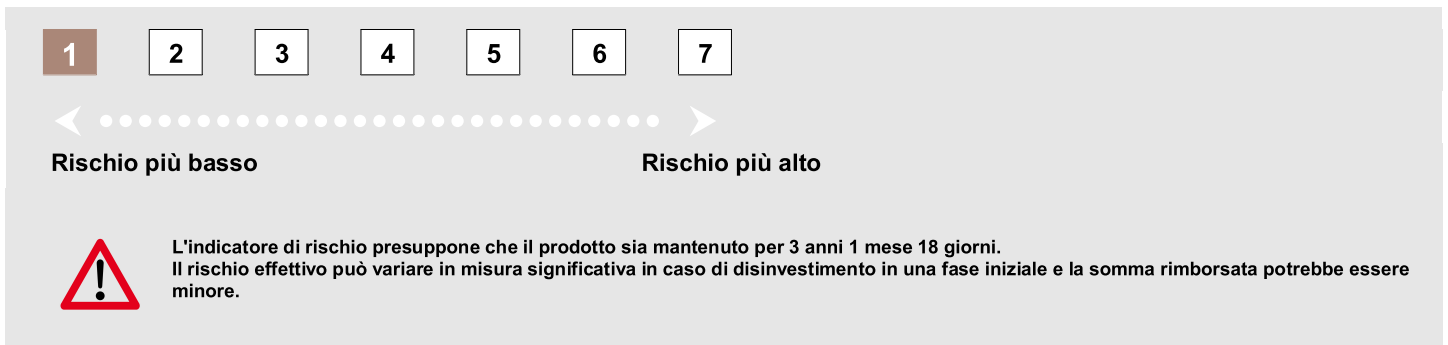 1 2 3 4 5 6 7
Rischio più basso Rischio più alto
L'indicatore di rischio presuppone che il prodotto sia mantenuto per 3 anni 1 mese 18 giorni.
Il rischio effettivo può variare in misura significativa in caso di disinvestimento in una fase iniziale e la somma rimborsata potrebbe essere
minore.